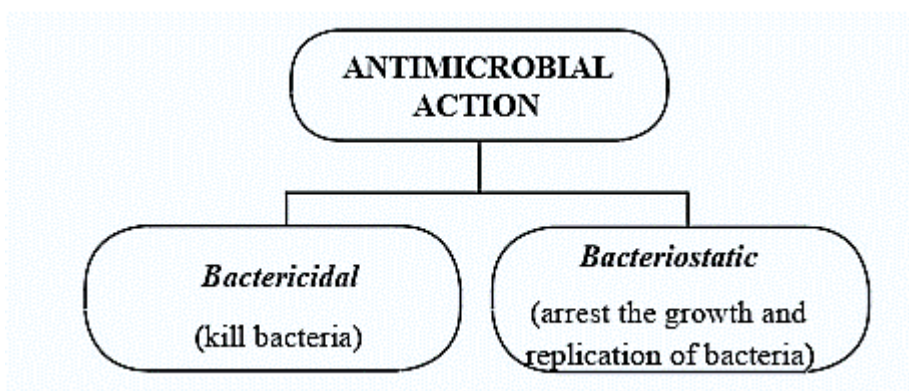 ANTIMICROBIAL
ACTION
Bactericidal
(kill bacteria)
Bacteriostatic
(arrest the growth and
replication of bacteria)